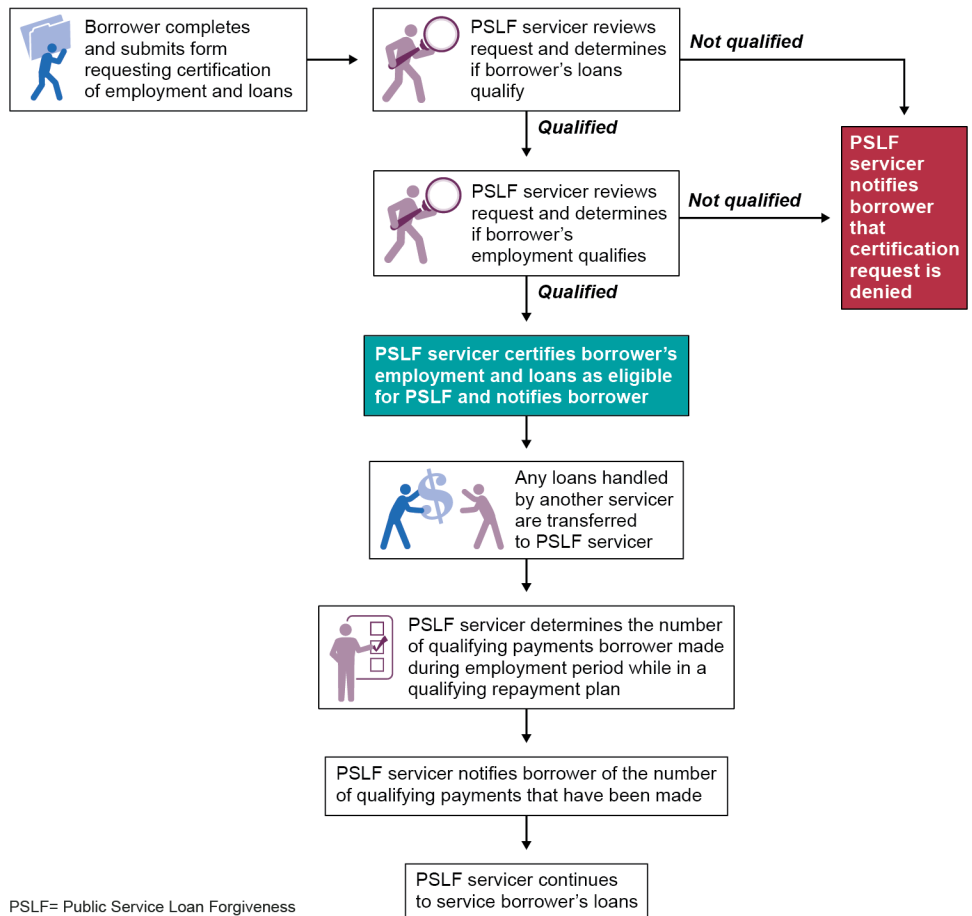 Borrower completes
and submits form
requesting certification
of employment and loans
PSLF servicer reviews
request and determines
if borrower's loans
qualify
Not qualified
Qualified
PSLF servicer reviews
request and determines
if borrower's
employment qualifies
Not qualified
PSLF
servicer
notifies
borrower
that
certification
request is
denied
Qualified
PSLF servicer certifies borrower's
employment and loans as eligible
for PSLF and notifies borrower
Any loans handled
by another servicer
are transferred
to PSLF servicer
$
PSLF servicer determines the number
of qualifying payments borrower made
during employment period while in a
qualifying repayment plan
PSLF servicer notifies borrower of the number
of qualifying payments that have been made
PSLF servicer continues
to service borrower's loans
PSLF= Public Service Loan Forgiveness